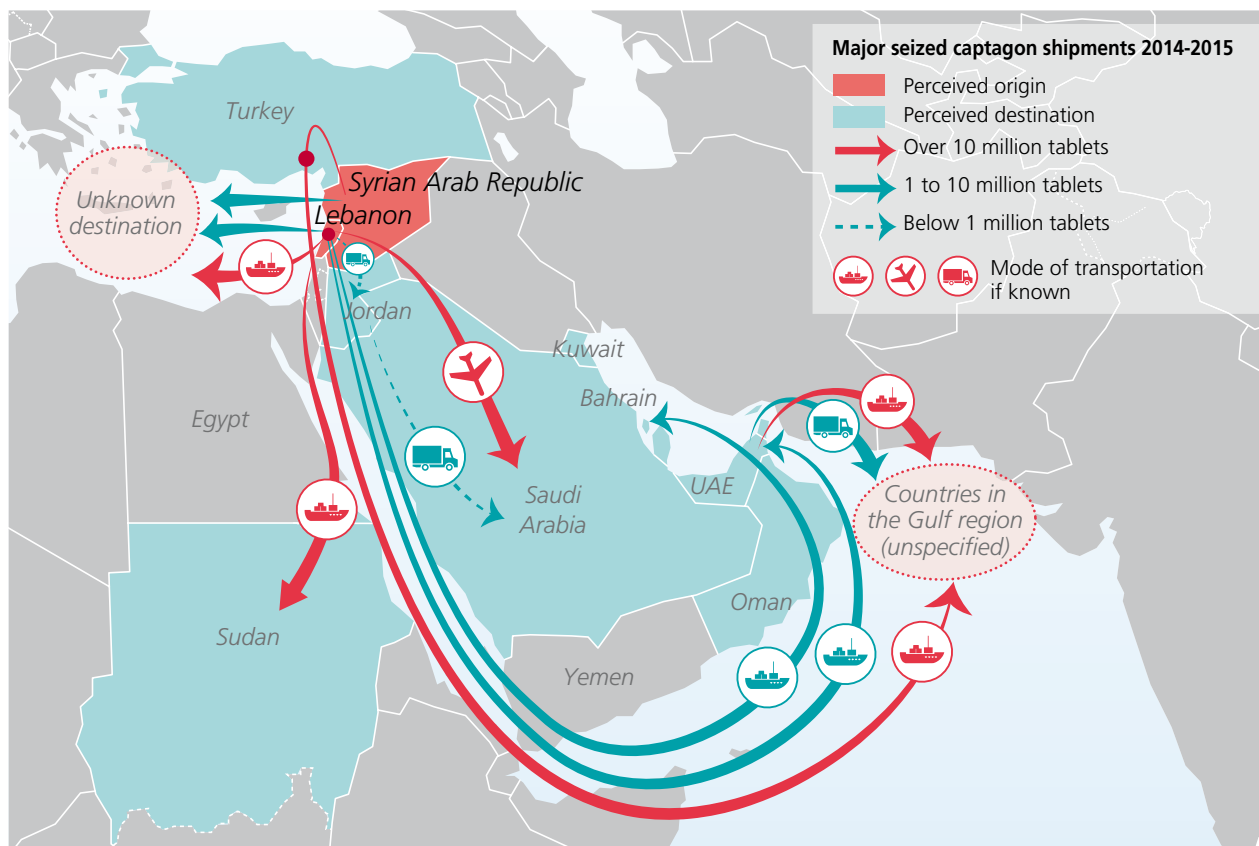 Major seized captagon shipments 2014-2015
Perceived origin
Perceived destination
Over 10 million tablets
1 to 10 million tablets
Below 1 million tablets
Mode of transportation
if known
Turkey
Syrian Arab Republic
Lebanon
Unknown
destination
Jordan
Kuwait
Bahrain
Egypt
UAE
Saudi
Arabia
Countries in
the Gulf region
(unspecified)
Oman
Sudan
Yemen